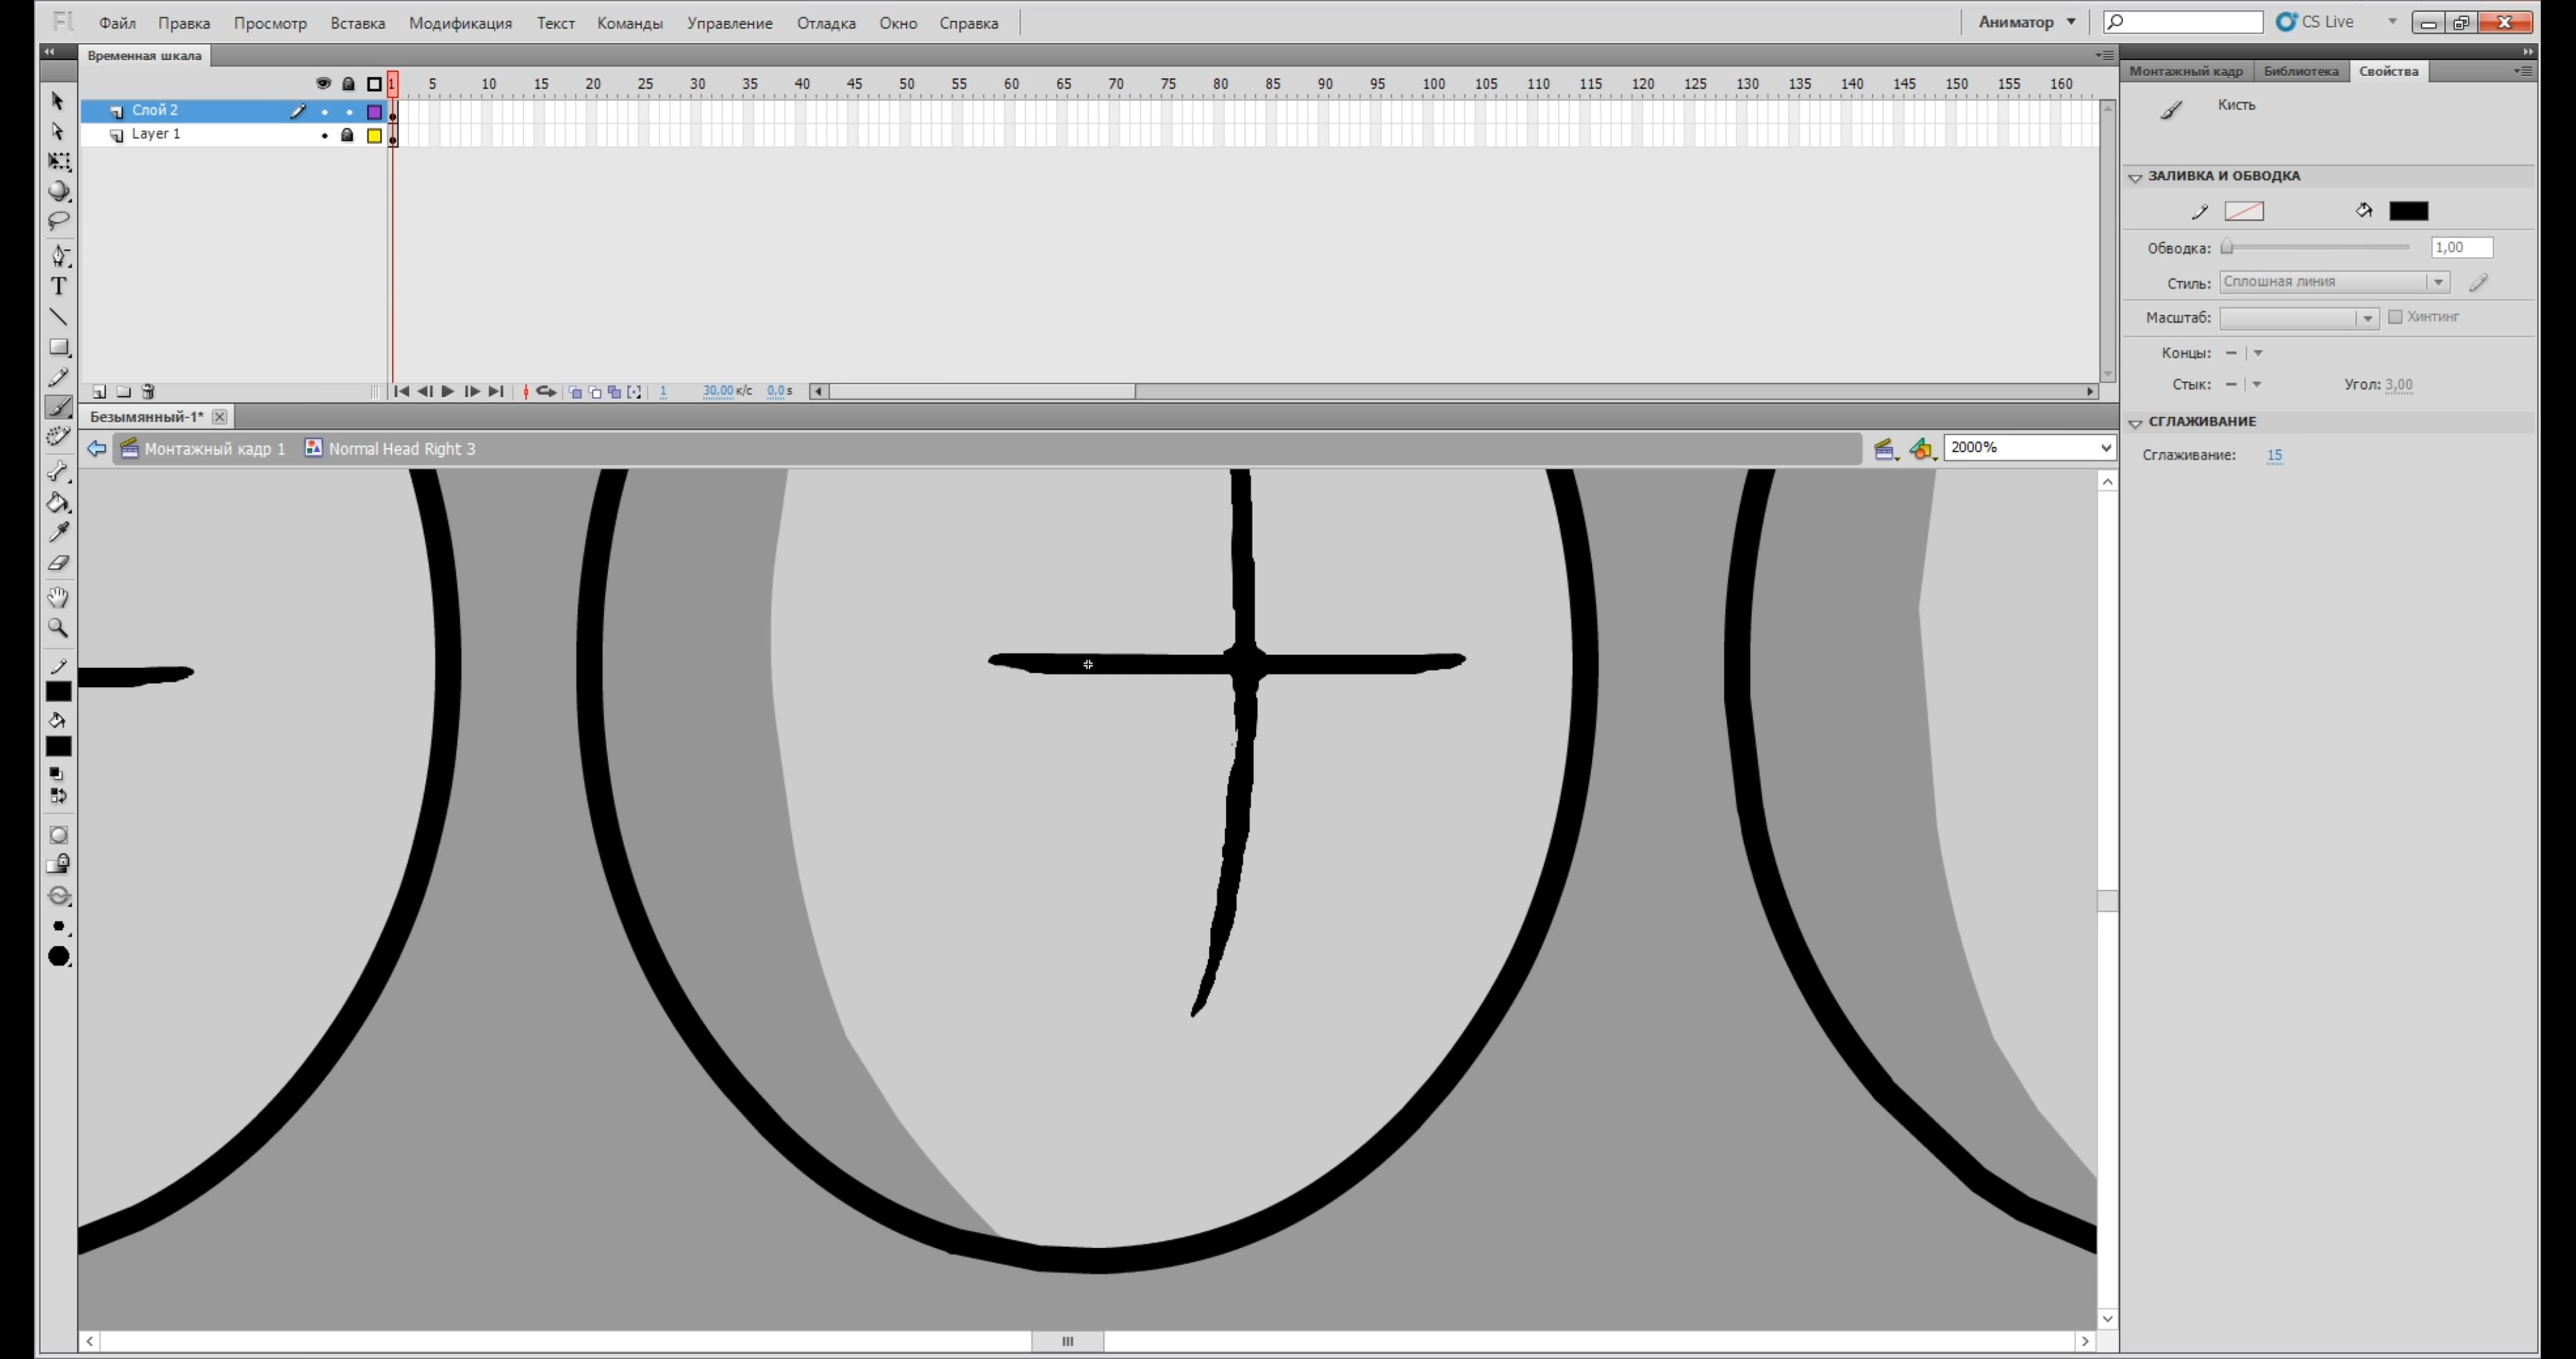 Fl Файл Правка Просмотр Вставка Модификация Текст Команды Управление Отладка Окно Справка Аниматор CS Live
Временная шкала
1 5 10 15 20 25 30 35 40 45 50 55 60 65 70 75 80 85 90 95 100 105 110 115 120 125 130 135 140 145 150 155 160
Слой 2
Layer 1
1 30,00 к/с 0,0 s
Безымянный-1*
Монтажный кадр 1 Normal Head Right 3 2000%
Монтажный кадр Библиотека Свойства
Кисть
ЗАЛИВКА И ОБВОДКА
Обводка: 1,00
Стиль: Сплошная линия
Масштаб: Хинтинг
Концы: –
Стык: – Угол: 3,00
СГЛАЖИВАНИЕ
Сглаживание: 15
T